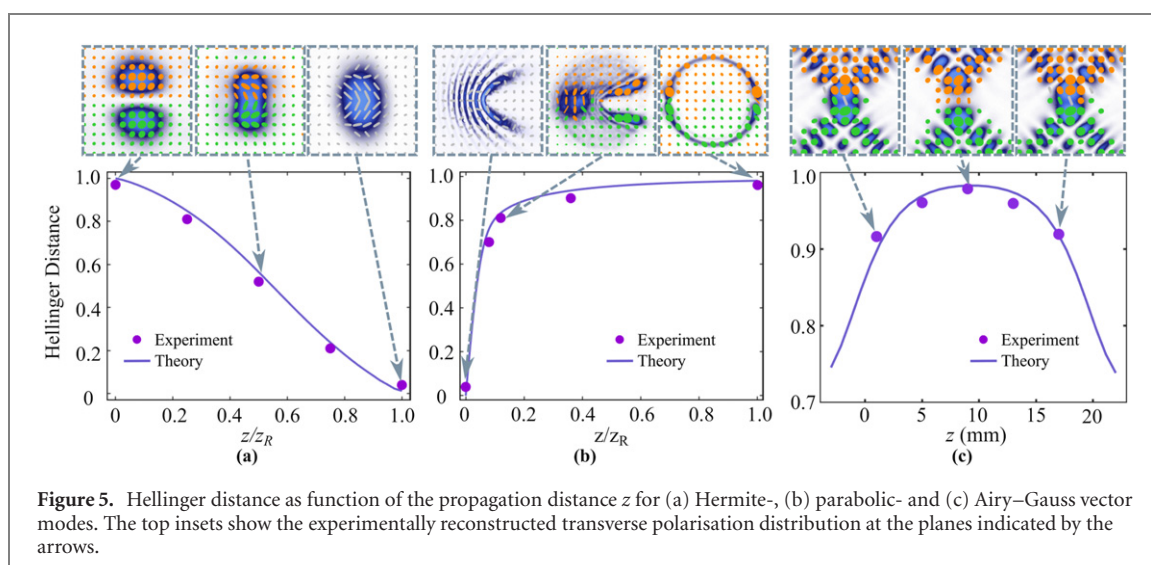 Hellinger Distance
1.0
0.8
0.6
0.4
0.2
0
Experiment
Theory
0 0.2 0.4 0.6 0.8 1.0
z/z_R
(a)
1.0
0.8
0.6
0.4
0.2
0
Experiment
Theory
0 0.2 0.4 0.6 0.8 1.0
z/z_R
(b)
1.0
0.9
0.8
0.7
Experiment
Theory
0 5 10 15 20
z (mm)
(c)
Figure 5. Hellinger distance as function of the propagation distance z for (a) Hermite-, (b) parabolic- and (c) Airy–Gauss vector
modes. The top insets show the experimentally reconstructed transverse polarisation distribution at the planes indicated by the
arrows.